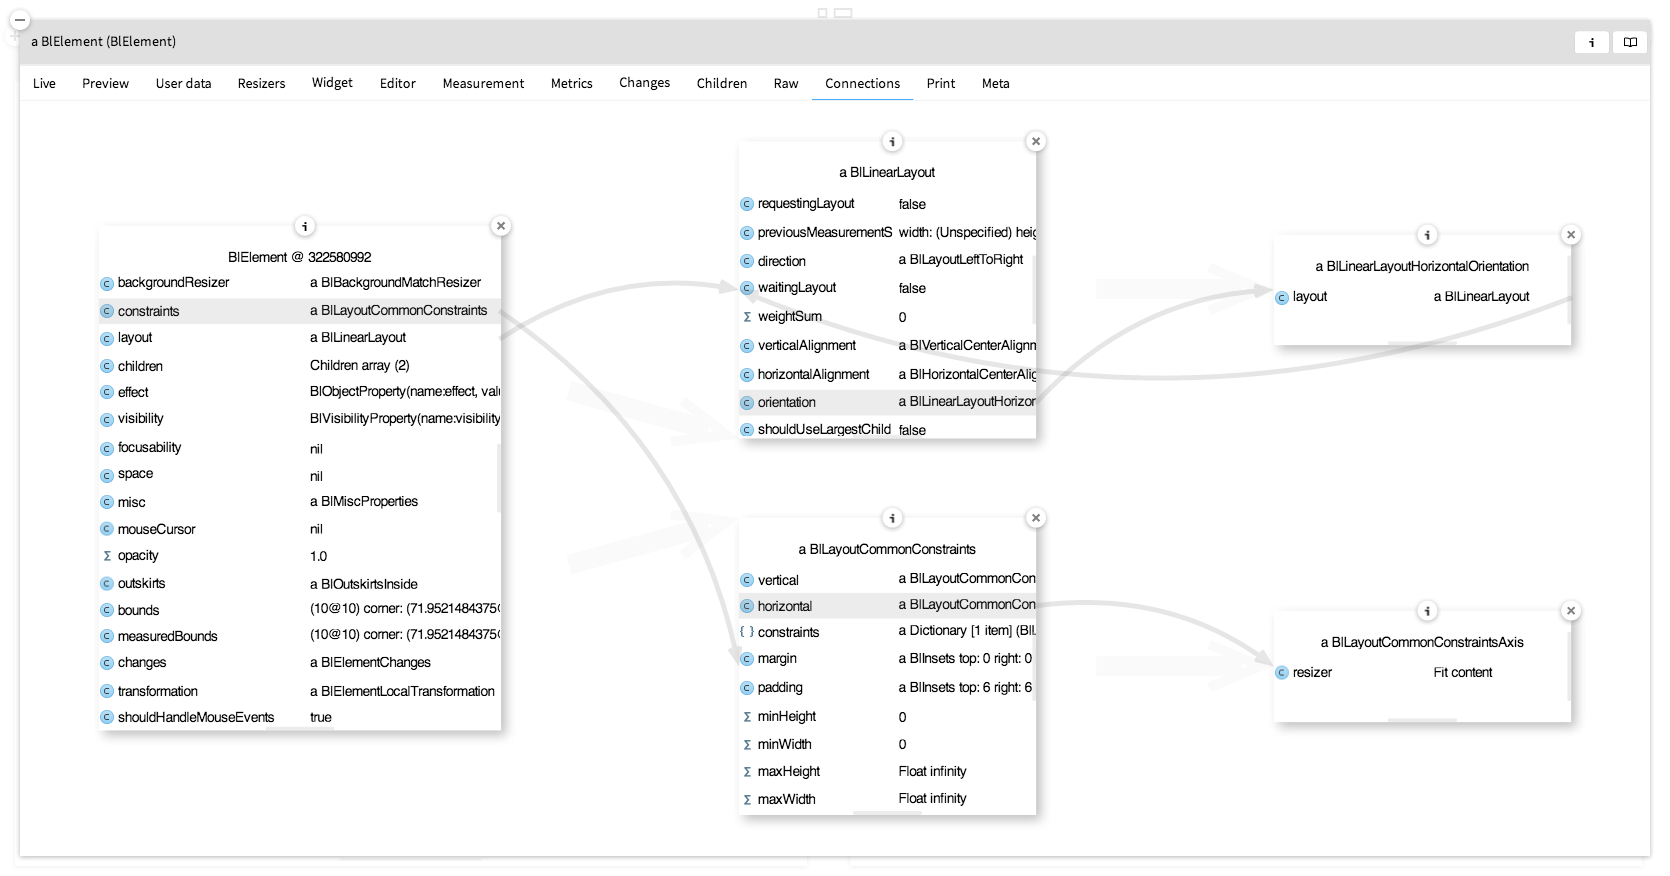 a BlElement (BlElement)
Live Preview User data Resizers Widget Editor Measurement Metrics Changes Children Raw Connections Print Meta
BlElement @ 322580992
backgroundResizer a BlBackgroundMatchResizer
constraints a BlLayoutCommonConstraints
layout a BlLinearLayout
children Children array (2)
effect BlObjectProperty(name:effect, val
visibility BlVisibilityProperty(name:visibility
focusability nil
space nil
misc a BlMiscProperties
mouseCursor nil
opacity 1.0
outskirts a BlOutskirtsInside
bounds (10@10) corner: (71.9521484375@
measuredBounds (10@10) corner: (71.9521484375@
changes a BlElementChanges
transformation a BlElementLocalTransformation
shouldHandleMouseEvents true
a BlLinearLayout
requestingLayout false
previousMeasurementS width: (Unspecified) heig
direction a BlLayoutLeftToRight
waitingLayout false
weightSum 0
verticalAlignment a BlVerticalCenterAlignm
horizontalAlignment a BlHorizontalCenterAlig
orientation a BlLinearLayoutHorizon
shouldUseLargestChild false
a BlLayoutCommonConstraints
vertical a BlLayoutCommonCon
horizontal a BlLayoutCommonCon
constraints a Dictionary [1 item] (BlL
margin a BlInsets top: 0 right: 0
padding a BlInsets top: 6 right: 6
minHeight 0
minWidth 0
maxHeight Float infinity
maxWidth Float infinity
a BlLinearLayoutHorizontalOrientation
layout a BlLinearLayout
a BlLayoutCommonConstraintsAxis
resizer Fit content